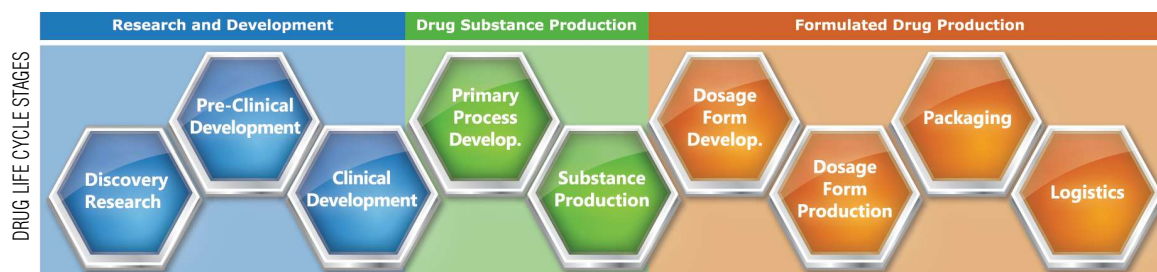 Research and Development
Drug Substance Production
Formulated Drug Production
DRUG LIFE CYCLE STAGES
Discovery
Research
Pre-Clinical
Development
Clinical
Development
Primary
Process
Develop.
Substance
Production
Dosage
Form
Develop.
Dosage
Form
Production
Packaging
Logistics